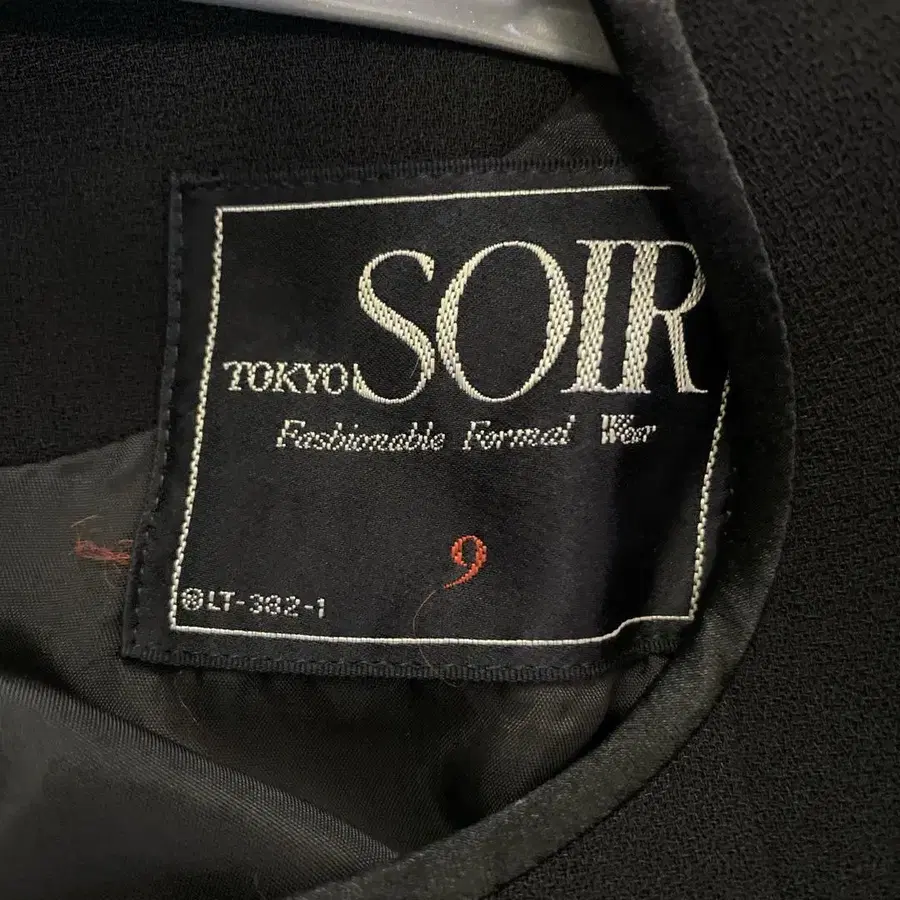 TOKYO SOIR
Fashionable Formal Wear
9
LT-382-1